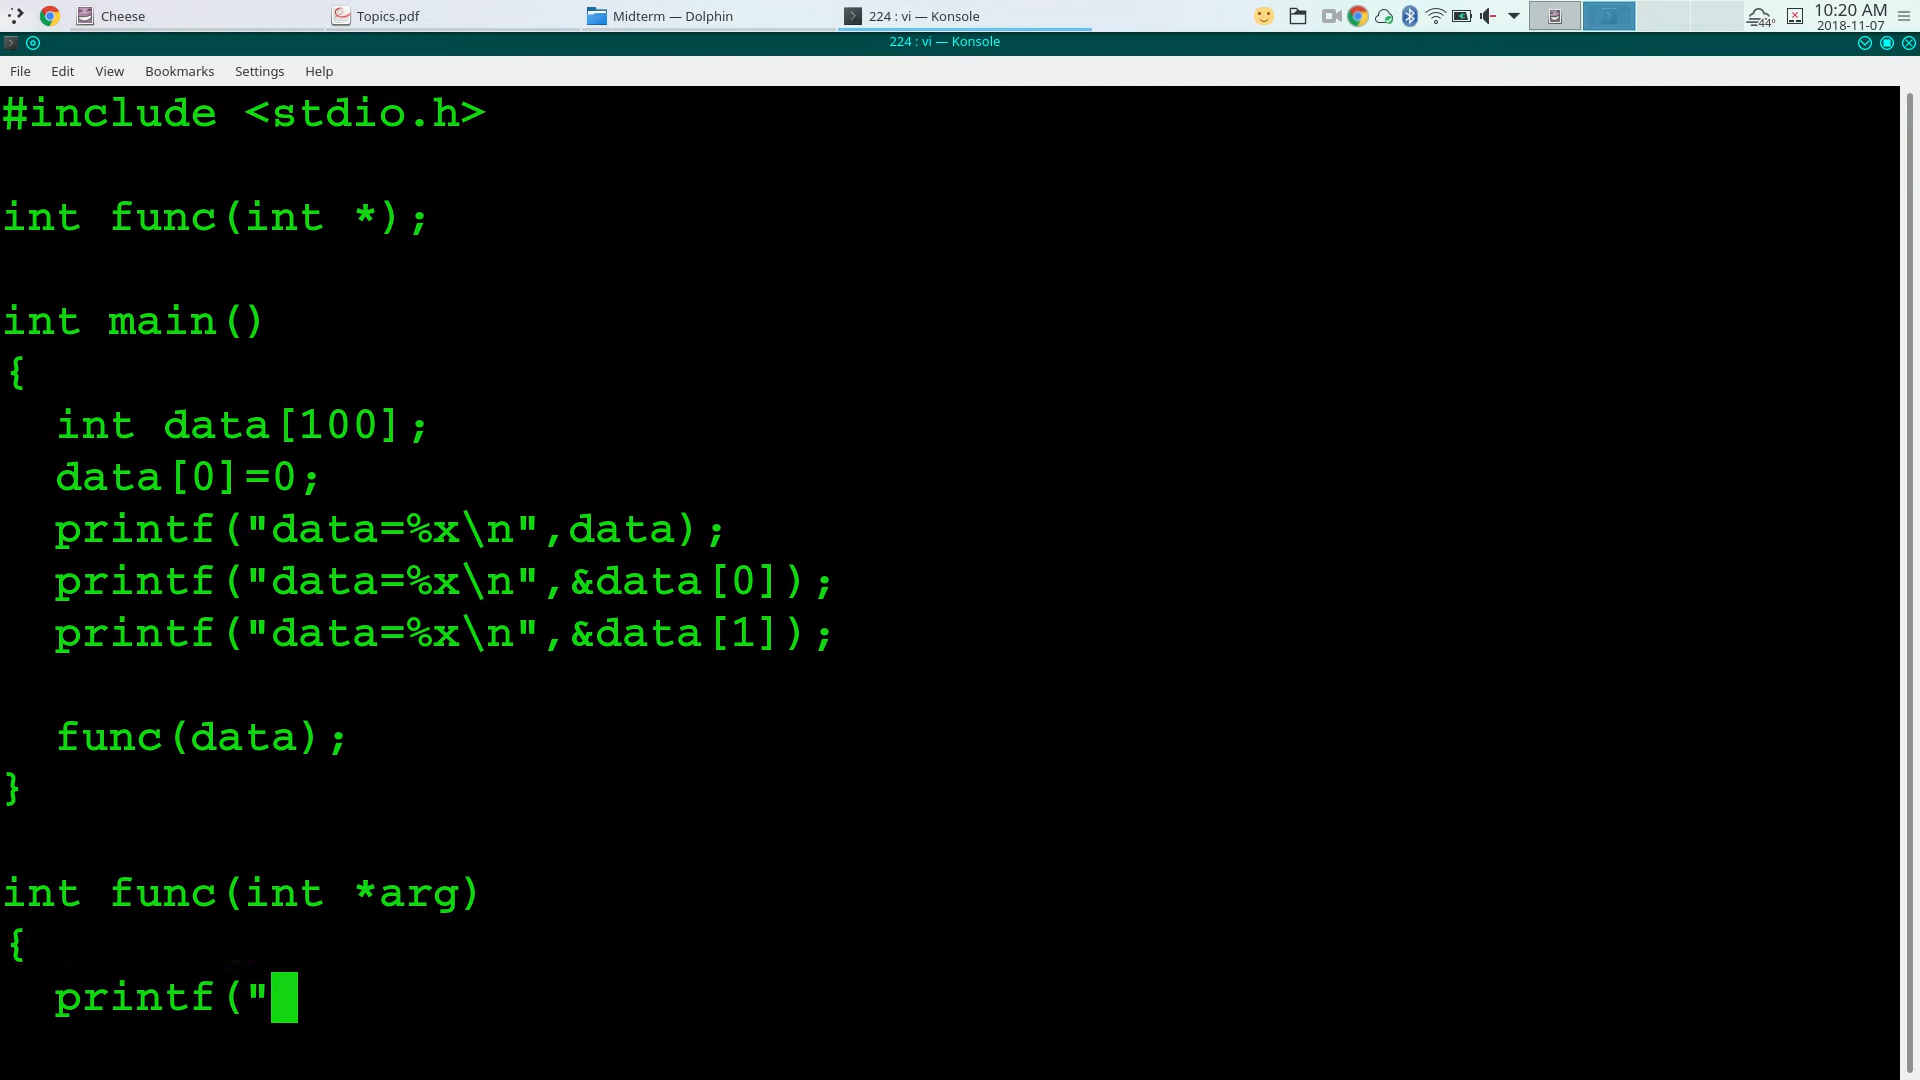 Cheese Topics.pdf Midterm — Dolphin 224 : vi — Konsole 44° 10:20 AM
2018-11-07
224 : vi — Konsole
File Edit View Bookmarks Settings Help
#include <stdio.h>
int func(int *);
int main()
{
int data[100];
data[0]=0;
printf("data=%x\n",data);
printf("data=%x\n",&data[0]);
printf("data=%x\n",&data[1]);
func(data);
}
int func(int *arg)
{
printf("